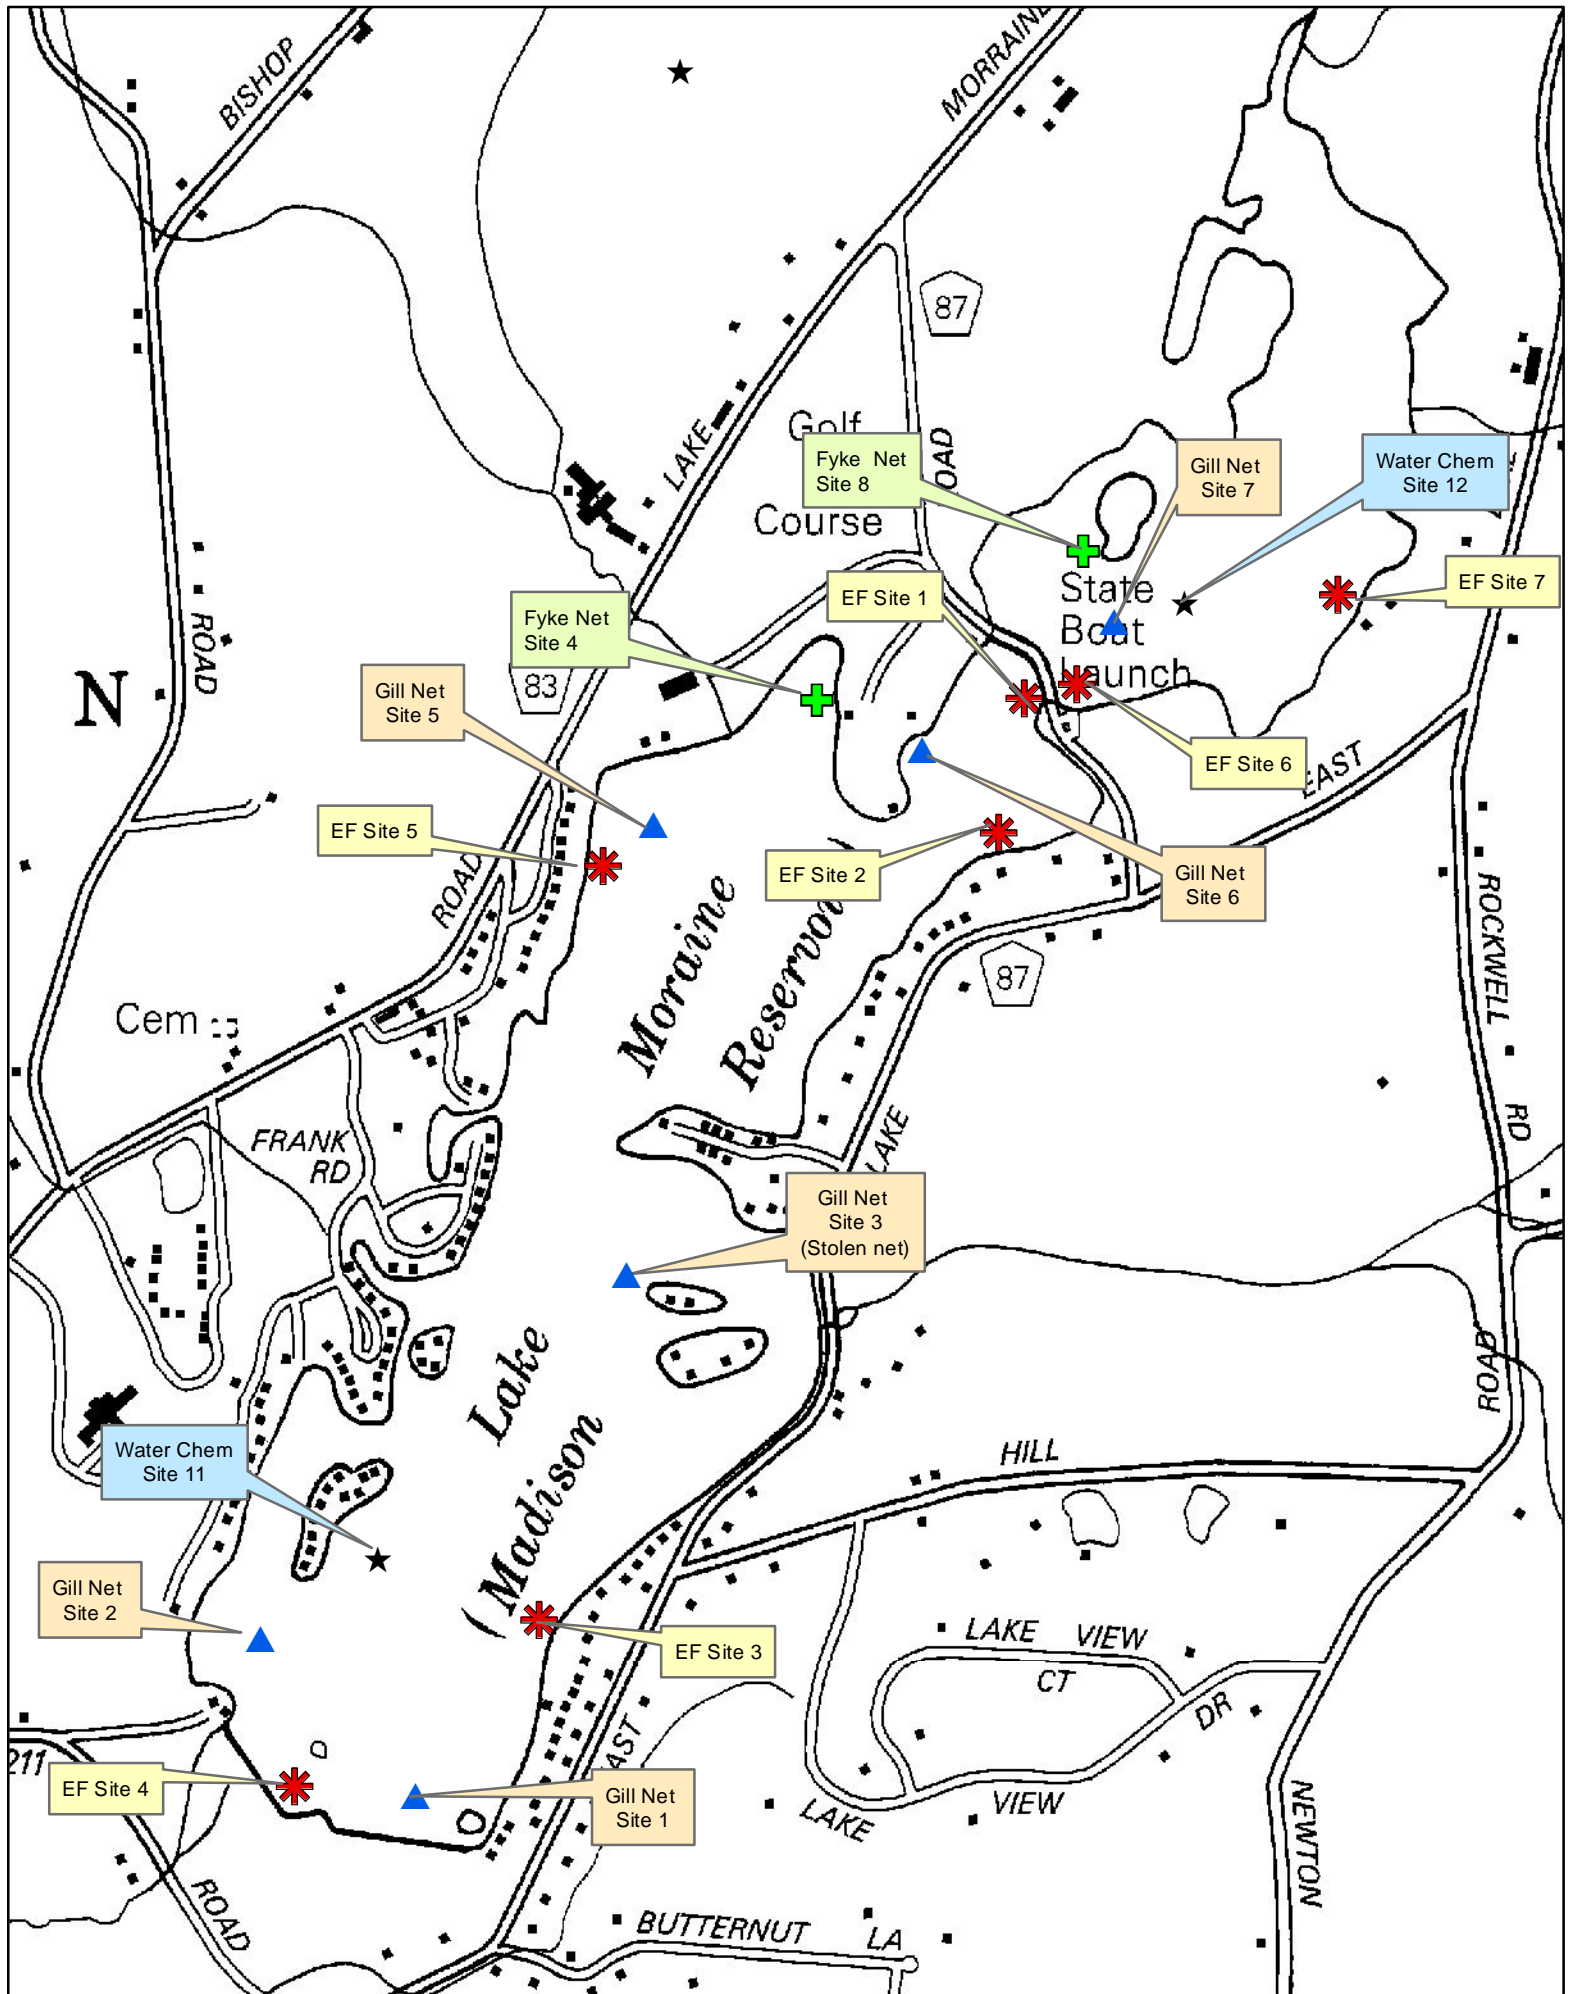 BISHOP
MORRAINE
87
Golf
LAKE
Fyke Net
Site 8
OAD
Gill Net
Site 7
Water Chem
Site 12
Course
State
Boat
Launch
EF Site 1
EF Site 7
Fyke Net
Site 4
ROAD
N
83
Gill Net
Site 5
EF Site 6
EAST
EF Site 5
EF Site 2
Gill Net
Site 6
ROAD
Moraine
Reservoir)
87
ROCKWELL
RD
Cem
FRANK
RD
LAKE
Gill Net
Site 3
(Stolen net)
Lake
(Madison
ROAD
Water Chem
Site 11
HILL
Gill Net
Site 2
EF Site 3
LAKE VIEW
CT
DR
211
EF Site 4
AST
Gill Net
Site 1
LAKE
VIEW
NEWTON
ROAD
BUTTERNUT LA